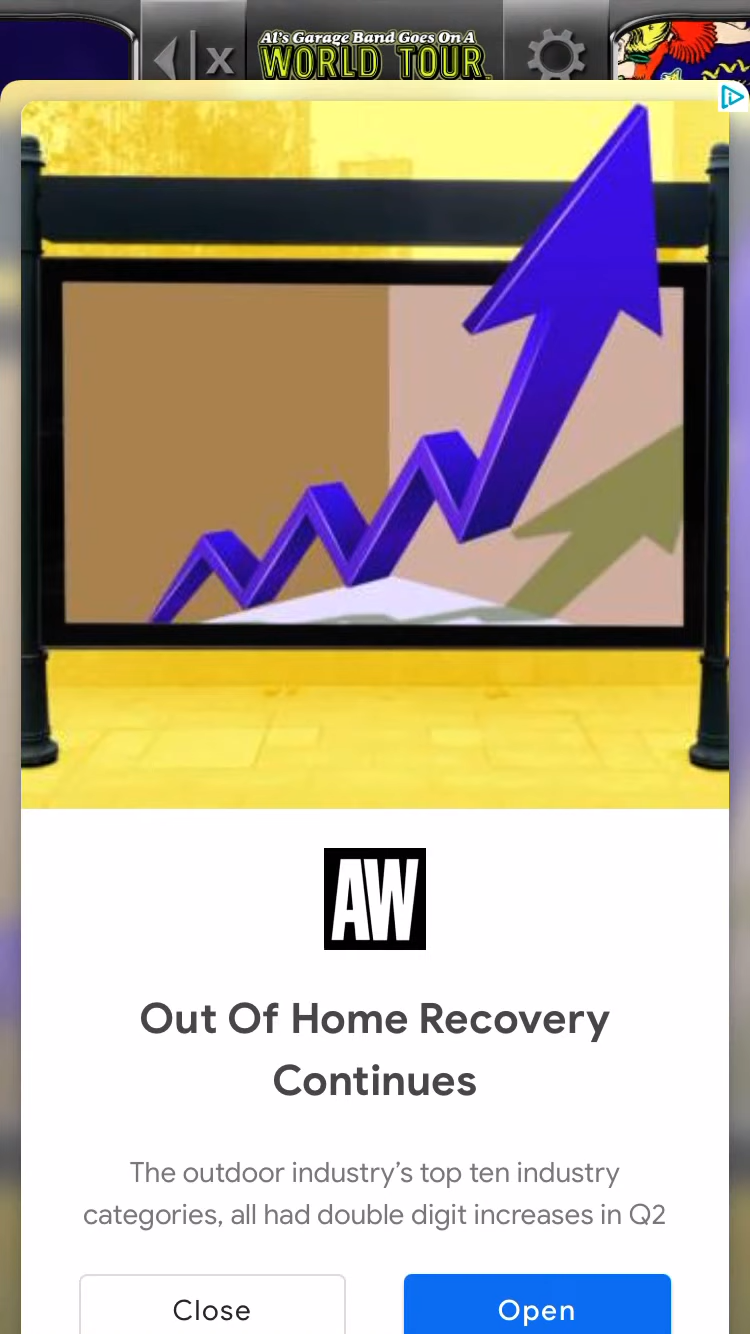 X
Al's Garage Band Goes On A
WORLD TOUR
AW
Out Of Home Recovery
Continues
The outdoor industry’s top ten industry
categories, all had double digit increases in Q2
Close
Open